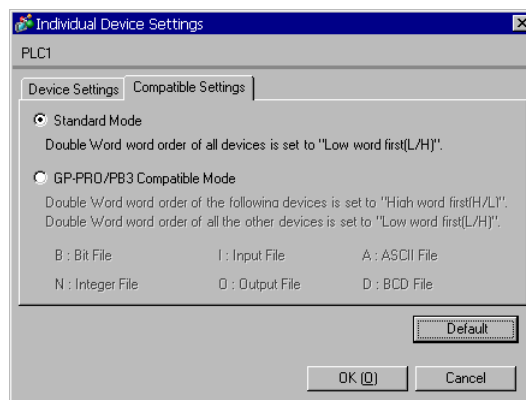 Individual Device Settings
PLC1
Device Settings Compatible Settings
Standard Mode
Double Word word order of all devices is set to "Low word first(L/H)".
GP-PRO/PB3 Compatible Mode
Double Word word order of the following devices is set to "High word first(H/L)".
Double Word word order of all the other devices is set to "Low word first(L/H)".
B : Bit File I : Input File A : ASCII File
N : Integer File O : Output File D : BCD File
Default
OK (O) Cancel